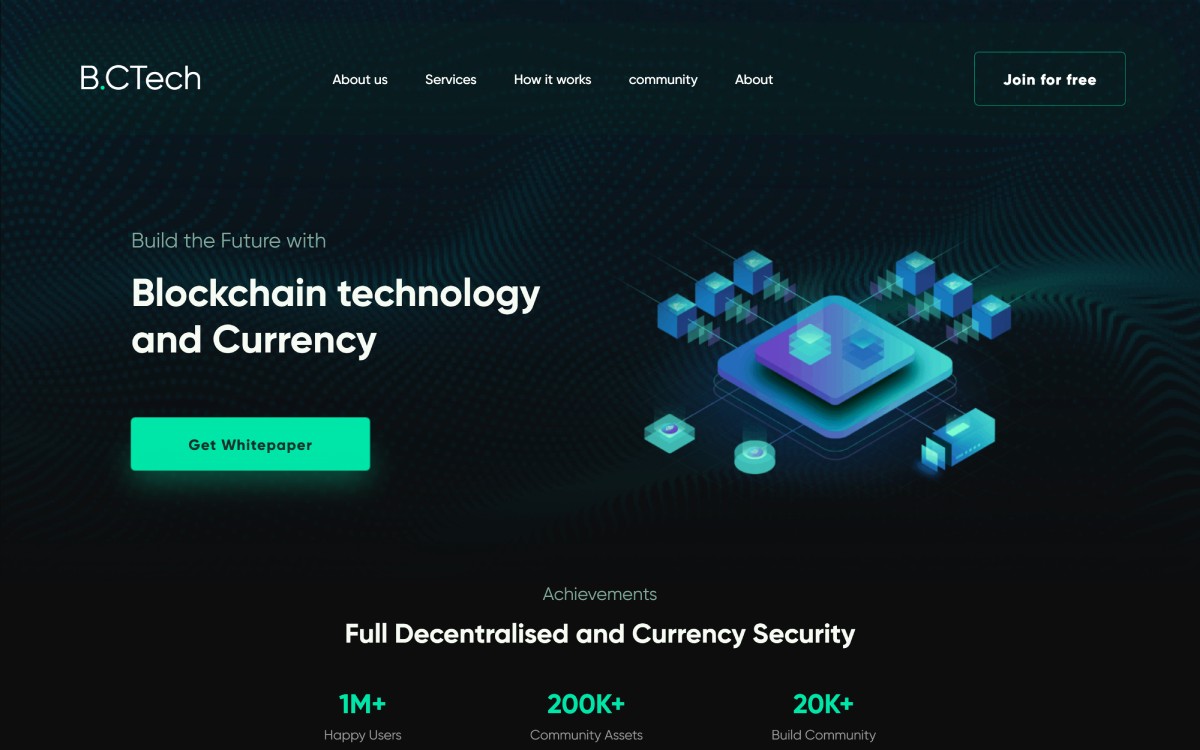 B.CTech
About us
Services
How it works
community
About
Join for free
Build the Future with
Blockchain technology
and Currency
Get Whitepaper
Achievements
Full Decentralised and Currency Security
1M+
Happy Users
200K+
Community Assets
20K+
Build Community